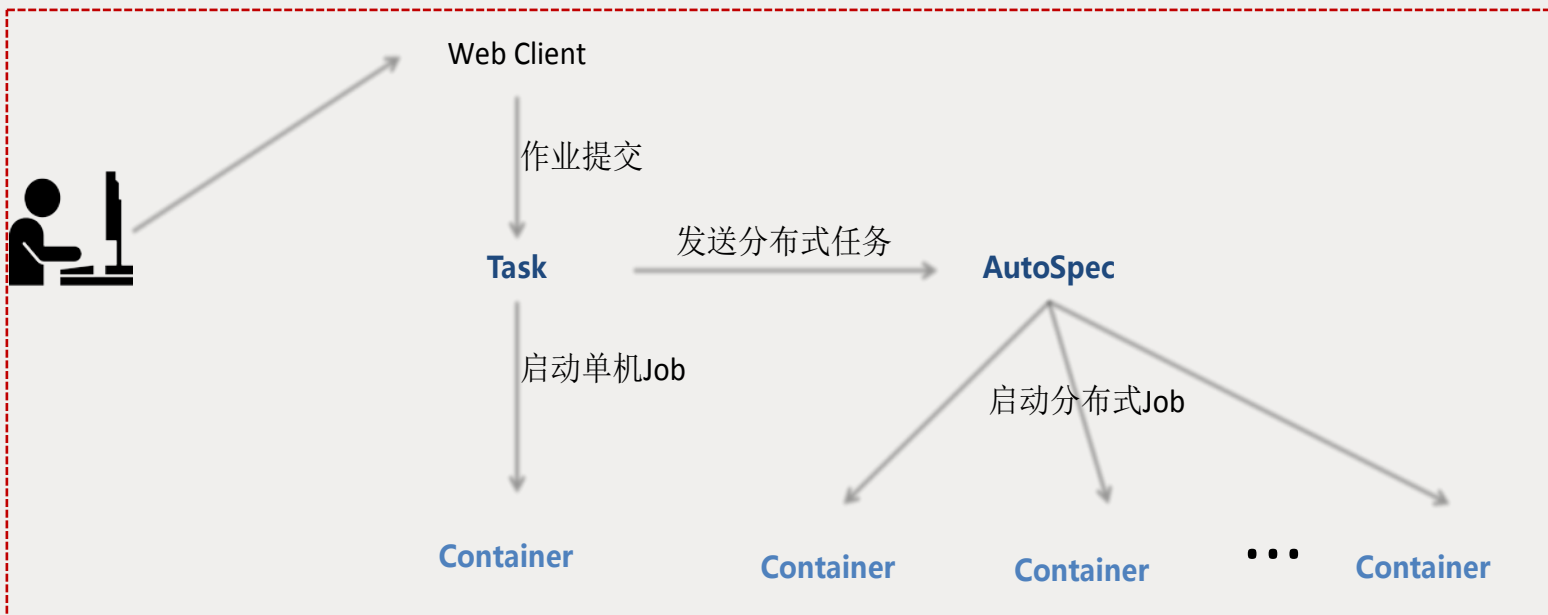 Web Client
作业提交
发送分布式任务
Task
AutoSpec
启动单机Job
启动分布式Job
Container
Container
Container
...
Container